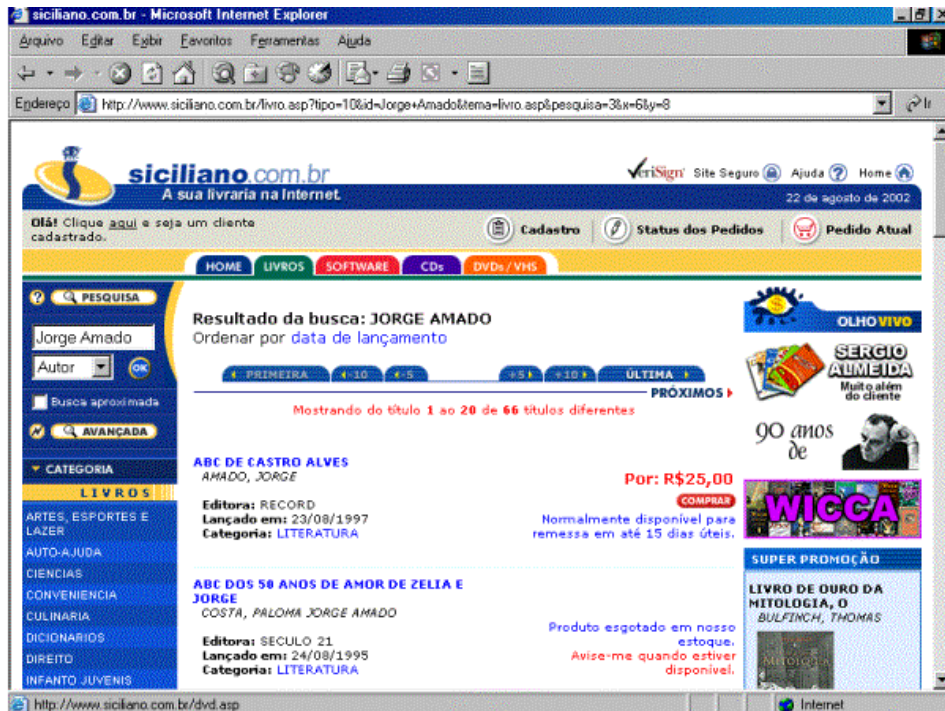 siciliano.com.br - Microsoft Internet Explorer
Arquivo Editar Exibir Favoritos Ferramentas Ajuda
Endereço http://www.siciliano.com.br/livro.asp?tipo=10&id=Jorge+Amado&tema=livro.asp&pesquisa=3&x=6&y=8 Ir
siciliano.com.br
A sua livraria na Internet.
VeriSign Site Seguro Ajuda ? Home
22 de agosto de 2002
Olá! Clique aqui e seja um cliente
cadastrado.
Cadastro Status dos Pedidos Pedido Atual
HOME LIVROS SOFTWARE CDs DVDs/VHS
? PESQUISA
Jorge Amado
Autor OK
Busca aproximada
AVANÇADA
CATEGORIA
LIVROS
ARTES, ESPORTES E
LAZER
AUTO-AJUDA
CIENCIAS
CONVENIENCIA
CULINARIA
DICIONARIOS
DIREITO
INFANTO JUVENIS
Resultado da busca: JORGE AMADO
Ordenar por data de lançamento
PRIMEIRA -10 -5 +5 +10 ÚLTIMA
PRÓXIMOS
Mostrando do título 1 ao 20 de 66 títulos diferentes
ABC DE CASTRO ALVES
AMADO, JORGE
Editora: RECORD
Lançado em: 23/08/1997
Categoria: LITERATURA
Por: R$25,00
COMPRAR
Normalmente disponível para
remessa em até 15 dias úteis.
ABC DOS 50 ANOS DE AMOR DE ZELIA E
JORGE
COSTA, PALOMA JORGE AMADO
Editora: SECULO 21
Lançado em: 24/08/1995
Categoria: LITERATURA
Produto esgotado em nosso
estoque.
Avise-me quando estiver
disponível.
OLHO VIVO
SERGIO
ALMEIDA
Muito além
do cliente
90 anos
de
WICCA
SUPER PROMOÇÃO
LIVRO DE OURO DA
MITOLOGIA, O
BULFINCH, THOMAS
MITOLOGIA
http://www.siciliano.com.br/dvd.asp Internet